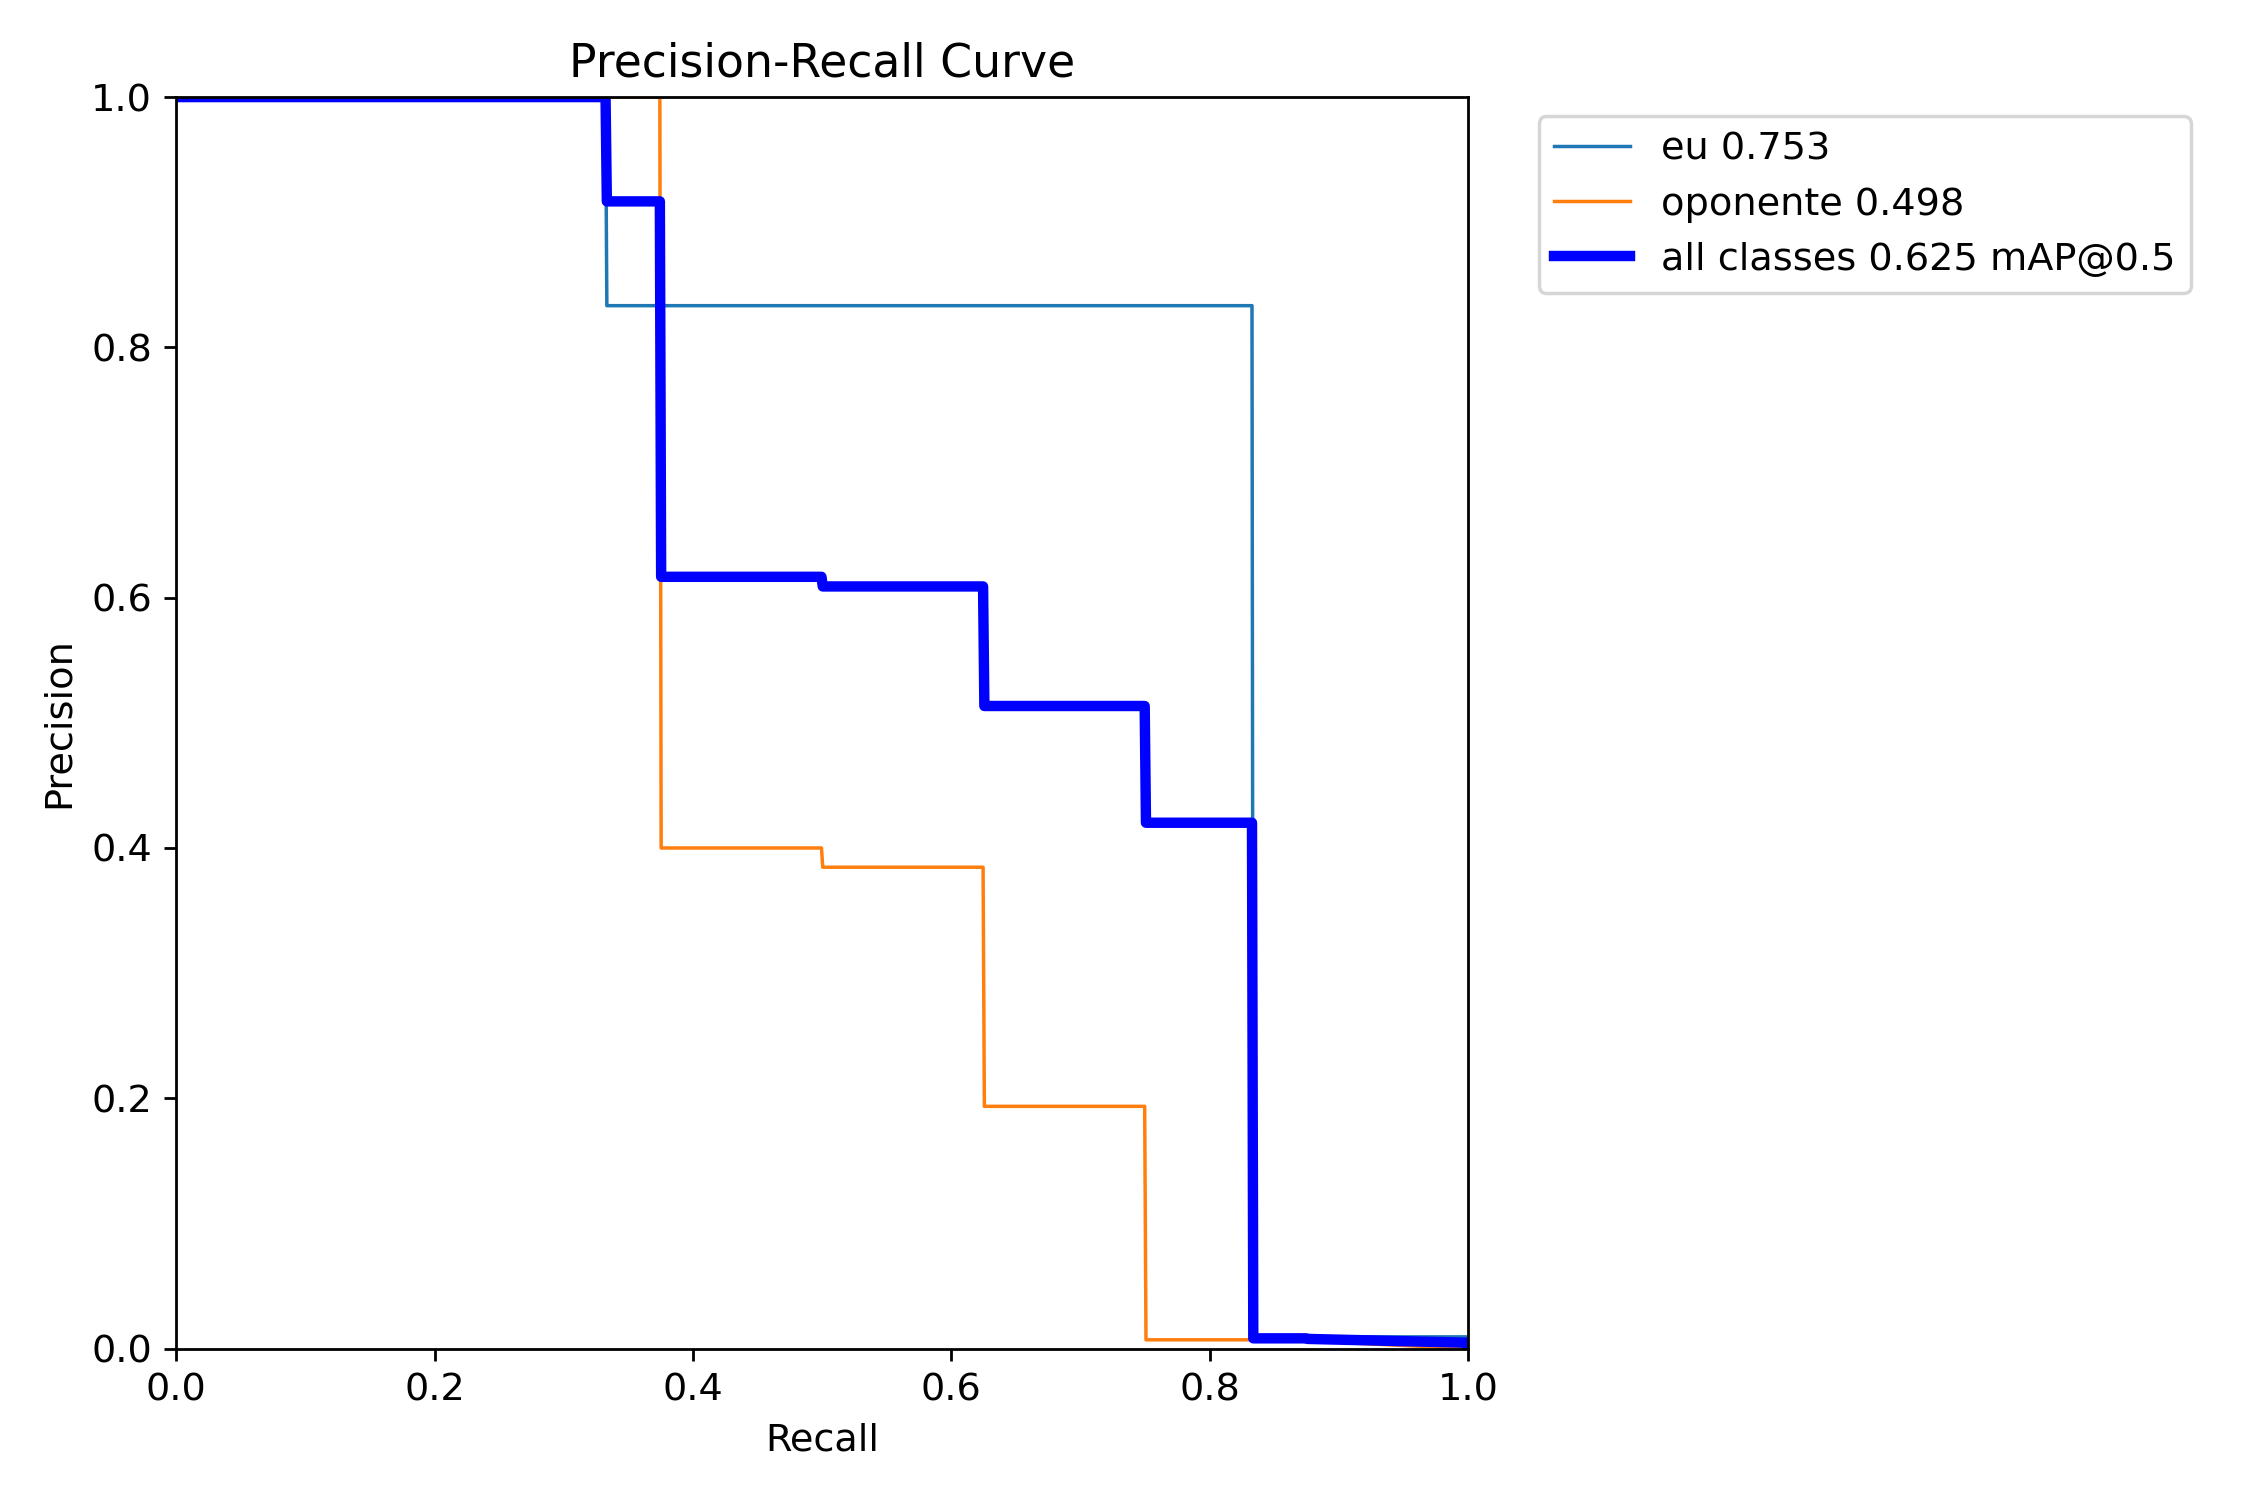 Precision-Recall Curve
1.0
0.8
0.6
0.4
0.2
0.0
Precision
0.0 0.2 0.4 0.6 0.8 1.0
Recall
eu 0.753
oponente 0.498
all classes 0.625 mAP@0.5